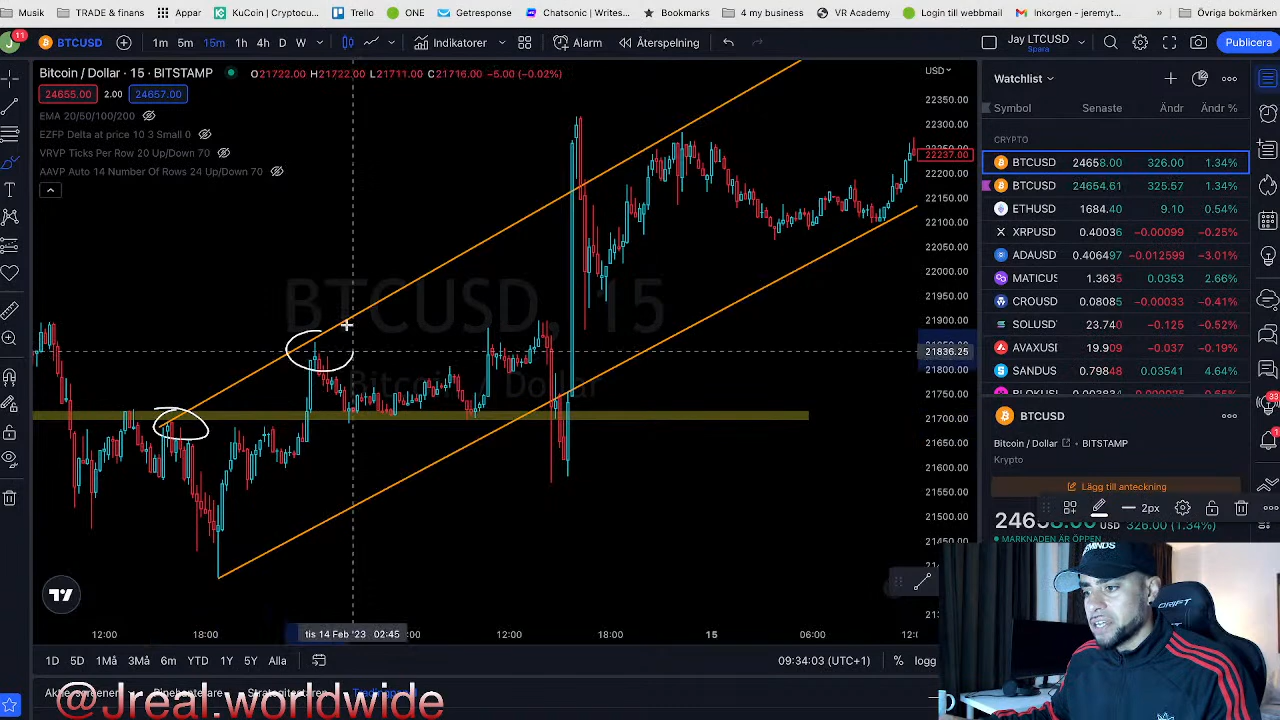 Appar
Kucoin | Cryptocu...
Trello
ONE
Getresponse
Chatsonic | Writes...
Bookmarks
4 my business
VR Academy
Login till webmail
Morgen - jeremy....
»
Övriga bokmärken
J
11
BTCUSD
1m 5m 15m 1h 4h D W
Indikatorer
Alarm
Återspelning
Jay LTCUSD
Spara
Publicera
Bitcoin / Dollar · 15 · BITSTAMP
O21722.00 H21722.00 L21711.00 C21716.00 −5.00 (−0.02%)
24655.00
2.00
24657.00
EMA 20/50/100/200
EZFP Delta at price 10 3 Small 0
VRVP Ticks Per Row 20 Up/Down 70
AAVP Auto 14 Number Of Rows 24 Up/Down 70
BTCUSD, 15
Bitcoin / Dollar
USD
22350.00
22300.00
22237.00
22200.00
22150.00
22100.00
22050.00
22000.00
21950.00
21900.00
21836.25
21800.00
21750.00
21700.00
21650.00
21600.00
21550.00
21500.00
21450.00
12:00
18:00
tis 14 Feb '23 02:45
12:00
18:00
15
06:00
1D 5D 1Må 3Må 6m YTD 1Y 5Y Alla
09:34:03 (UTC+1)
%
logg
Watchlist
Symbol Senaste Ändr Ändr %
CRYPTO
BTCUSD 24658.00 326.00 1.34%
BTCUSD 24654.61 325.57 1.34%
ETHUSD 1684.40 9.10 0.54%
XRPUSD 0.40036 −0.00099 −0.25%
ADAUSD 0.406497 −0.012599 −3.01%
MATICUS 1.3635 0.0353 2.66%
CROUSD 0.08085 −0.00033 −0.41%
SOLUSD 23.740 −0.125 −0.52%
AVAXUSI 19.909 −0.037 −0.19%
SANDUS 0.79848 0.03541 4.64%
BTCUSD
Bitcoin / Dollar
BITSTAMP
Krypto
Lägg till anteckning
2px
USD 326.00 (1.34%)
MARKNADEN ÄR ÖPPEN
33
1
DRIFT
@Jreal.worldwide